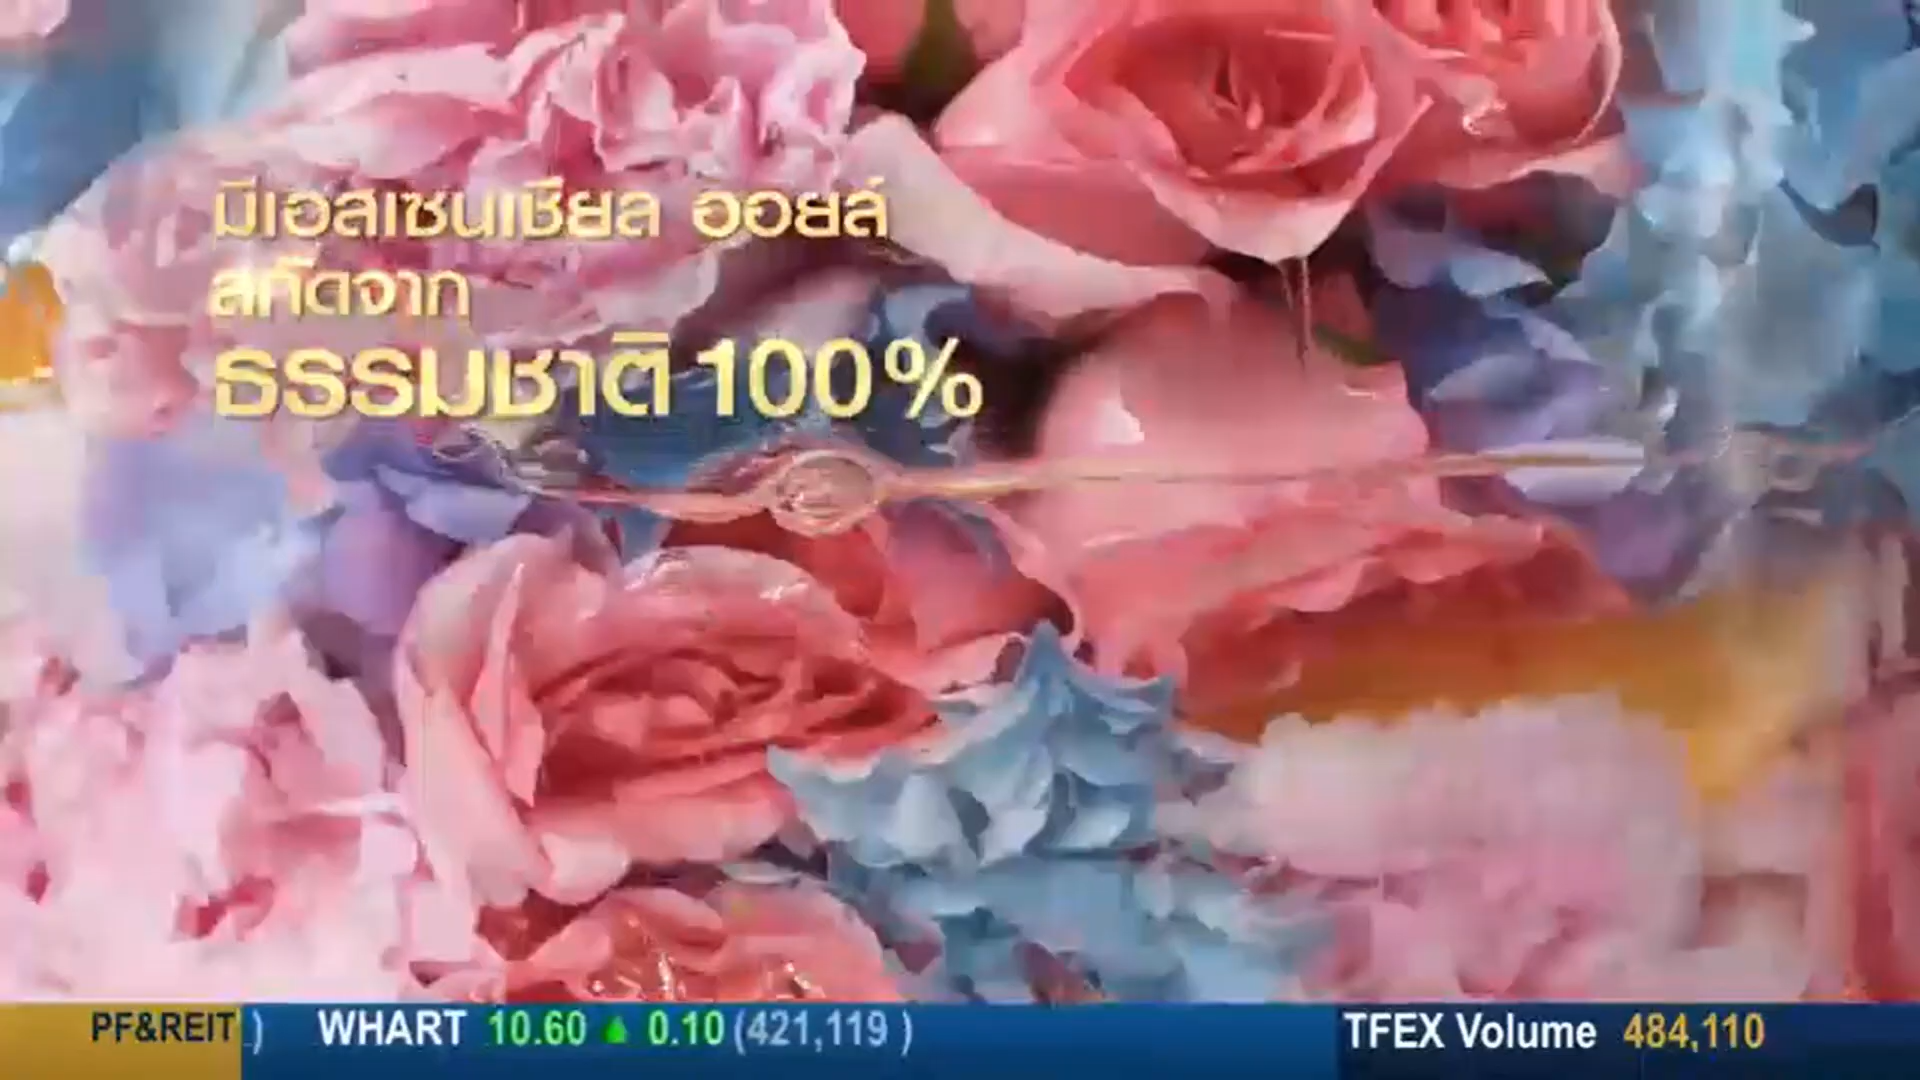 มีเอสเซนเชียล ออยล์
สกัดจาก
ธรรมชาติ 100%
PF&REIT ) WHART 10.60 ▲ 0.10 (421,119 ) TFEX Volume 484,110